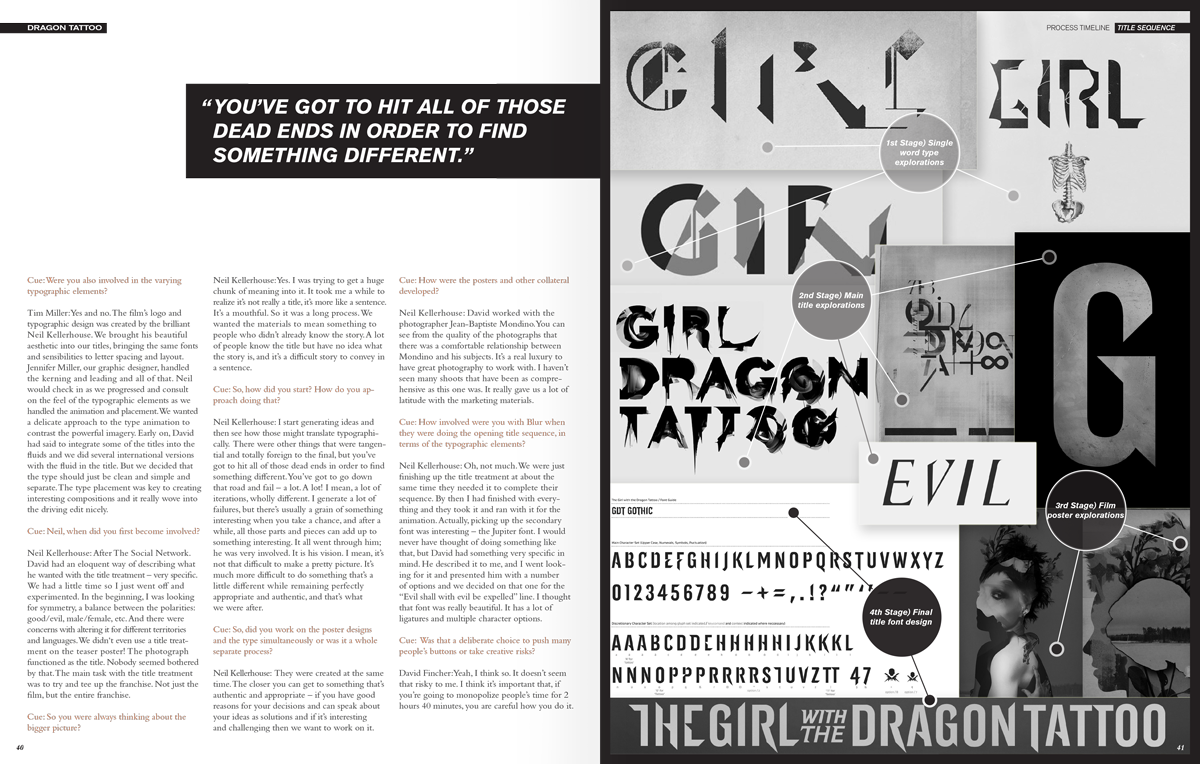 DRAGON TATTOO
“YOU’VE GOT TO HIT ALL OF THOSE
DEAD ENDS IN ORDER TO FIND
SOMETHING DIFFERENT.”
Cue: Were you also involved in the varying
typographic elements?
Tim Miller: Yes and no. The film’s logo and
typographic design was created by the brilliant
Neil Kellerhouse. We brought his beautiful
aesthetic into our titles, bringing the same fonts
and sensibilities to letter spacing and layout.
Jennifer Miller, our graphic designer, handled
the kerning and leading and all of that. Neil
would check in as we progressed and consult
on the feel of the typographic elements as we
handled the animation and placement. We wanted
a delicate approach to the type animation to
contrast the powerful imagery. Early on, David
had said to integrate some of the titles into the
fluids and we did several international versions
with the fluid in the title. But we decided that
the type should just be clean and simple and
separate. The type placement was key to creating
interesting compositions and it really wove into
the driving edit nicely.
Cue: Neil, when did you first become involved?
Neil Kellerhouse: After The Social Network.
David had an eloquent way of describing what
he wanted with the title treatment – very specific.
We had a little time so I just went off and
experimented. In the beginning, I was looking
for symmetry, a balance between the polarities:
good/evil, male/female, etc. And there were
concerns with altering it for different territories
and languages. We didn’t even use a title treat-
ment on the teaser poster! The photograph
functioned as the title. Nobody seemed bothered
by that. The main task with the title treatment
was to try and tee up the franchise. Not just the
film, but the entire franchise.
Cue: So you were always thinking about the
bigger picture?
40
Neil Kellerhouse: Yes. I was trying to get a huge
chunk of meaning into it. It took me a while to
realize it’s not really a title, it’s more like a sentence.
It’s a mouthful. So it was a long process. We
wanted the materials to mean something to
people who didn’t already know the story. A lot
of people know the title but have no idea what
the story is, and it’s a difficult story to convey in
a sentence.
Cue: So, how did you start? How do you ap-
proach doing that?
Neil Kellerhouse: I start generating ideas and
then see how those might translate typographi-
cally. There were other things that were tangen-
tial and totally foreign to the final, but you’ve
got to hit all of those dead ends in order to find
something different. You’ve got to go down
that road and fail – a lot. A lot! I mean, a lot of
iterations, wholly different. I generate a lot of
failures, but there’s usually a grain of something
interesting when you take a chance, and after a
while, all those parts and pieces can add up to
something interesting. It all went through him;
he was very involved. It is his vision. I mean, it’s
not that difficult to make a pretty picture. It’s
much more difficult to do something that’s a
little different while remaining perfectly
appropriate and authentic, and that’s what
we were after.
Cue: So, did you work on the poster designs
and the type simultaneously or was it a whole
separate process?
Neil Kellerhouse: They were created at the same
time. The closer you can get to something that’s
authentic and appropriate – if you have good
reasons for your decisions and can speak about
your ideas as solutions and if it’s interesting
and challenging then we want to work on it.
Cue: How were the posters and other collateral
developed?
Neil Kellerhouse: David worked with the
photographer Jean-Baptiste Mondino. You can
see from the quality of the photographs that
there was a comfortable relationship between
Mondino and his subjects. It’s a real luxury to
have great photography to work with. I haven’t
seen many shoots that have been as compre-
hensive as this one was. It really gave us a lot of
latitude with the marketing materials.
Cue: How involved were you with Blur when
they were doing the opening title sequence, in
terms of the typographic elements?
Neil Kellerhouse: Oh, not much. We were just
finishing up the title treatment at about the
same time they needed it to complete their
sequence. By then I had finished with every-
thing and they took it and ran with it for the
animation. Actually, picking up the secondary
font was interesting – the Jupiter font. I would
never have thought of doing something like
that, but David had something very specific in
mind. He described it to me, and I went look-
ing for it and presented him with a number
of options and we decided on that one for the
“Evil shall with evil be expelled” line. I thought
that font was really beautiful. It has a lot of
ligatures and multiple character options.
Cue: Was that a deliberate choice to push many
people’s buttons or take creative risks?
David Fincher: Yeah, I think so. It doesn’t seem
that risky to me. I think it’s important that, if
you’re going to monopolize people’s time for 2
hours 40 minutes, you are careful how you do it.
PROCESS TIMELINE TITLE SEQUENCE
GIRL
GIRL
1st Stage) Single
word type
explorations
GIRL
2nd Stage) Main
title explorations
GIRL
DRAGON
TATTOO
G
EVIL
3rd Stage) Film
poster explorations
The Girl with the Dragon Tattoo / Font Guide
GUT GOTHIC
Main Character Set (Upper Case, Numerals, Symbols, Punctuation)
ABCDEFGHIJKLMNOPQRSTUVWXYZ
0123456789 –+=,.!?“”‘’
4th Stage) Final
title font design
AAABCDDEHHHHHIJKKKL
NNNOPPPRRRRSTUVZTT 47
THE GIRL WITH THE DRAGON TATTOO
41